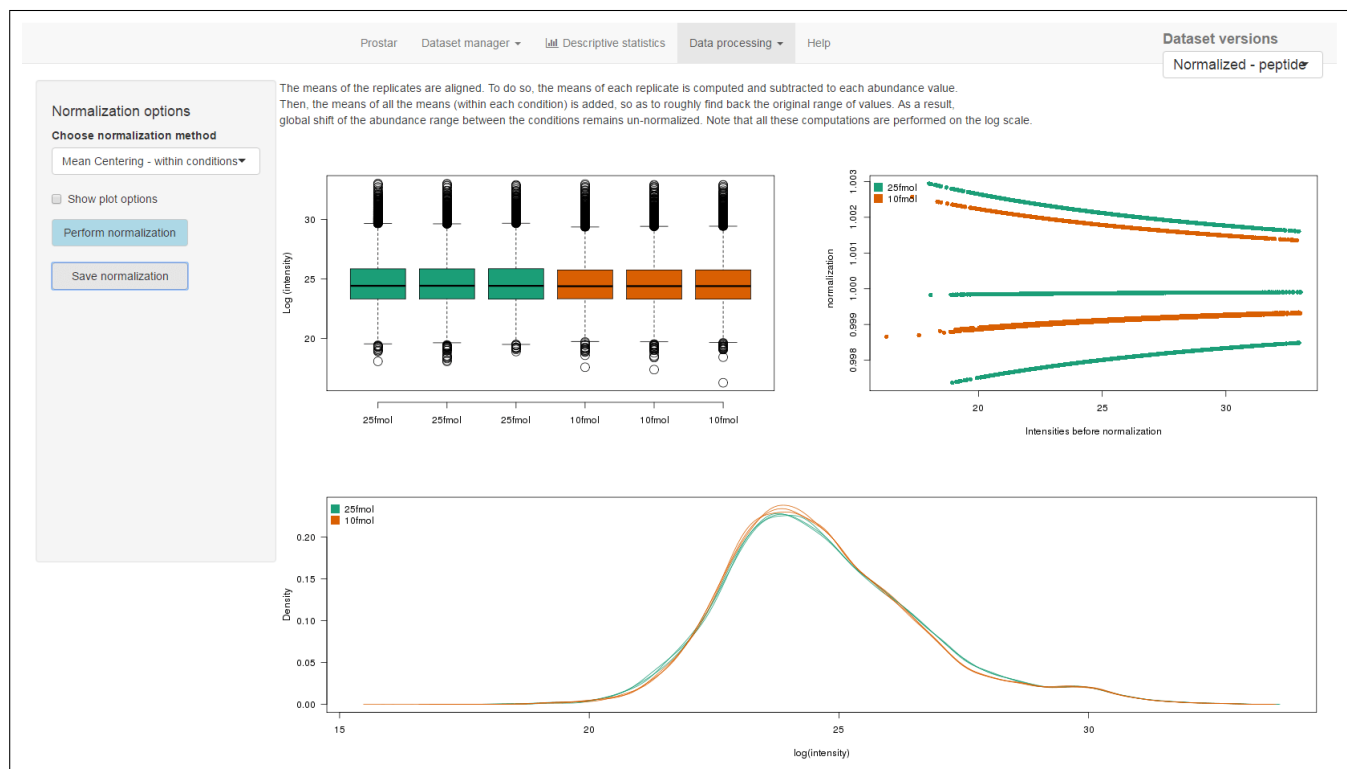 Prostar Dataset manager Descriptive statistics Data processing Help
Dataset versions
Normalized - peptide
Normalization options
Choose normalization method
Mean Centering - within conditions
Show plot options
Perform normalization
Save normalization
The means of the replicates are aligned. To do so, the means of each replicate is computed and subtracted to each abundance value.
Then, the means of all the means (within each condition) is added, so as to roughly find back the original range of values. As a result,
global shift of the abundance range between the conditions remains un-normalized. Note that all these computations are performed on the log scale.
Log (intensity)
30
25
20
25fmol 25fmol 25fmol 10fmol 10fmol 10fmol
25fmol
10fmol
normalization
1.003
1.002
1.001
1.000
0.999
0.998
20 25 30
Intensities before normalization
25fmol
10fmol
Density
0.20
0.15
0.10
0.05
0.00
15 20 25 30
log(intensity)